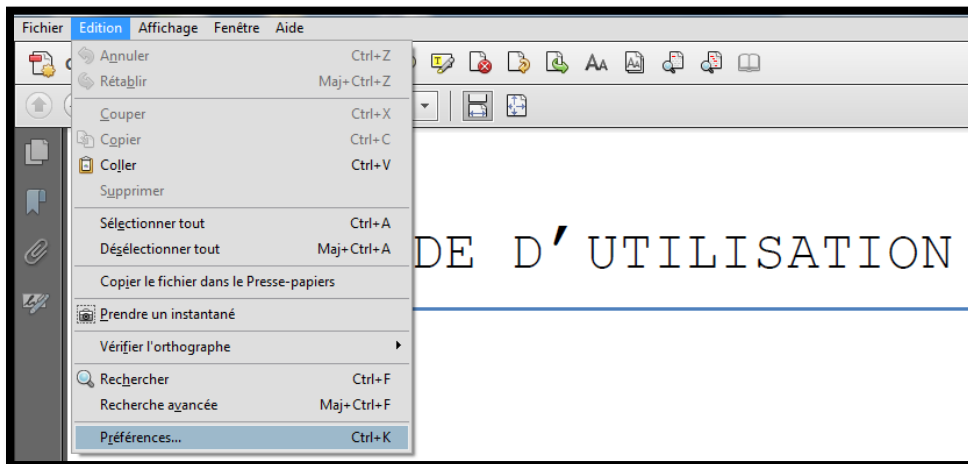 Fichier Edition Affichage Fenêtre Aide
Annuler Ctrl+Z
Rétablir Maj+Ctrl+Z
Couper Ctrl+X
Copier Ctrl+C
Coller Ctrl+V
Supprimer
Sélectionner tout Ctrl+A
Désélectionner tout Maj+Ctrl+A
Copier le fichier dans le Presse-papiers
Prendre un instantané
Vérifier l'orthographe
Rechercher Ctrl+F
Recherche avancée Maj+Ctrl+F
Préférences... Ctrl+K
DE D'UTILISATION